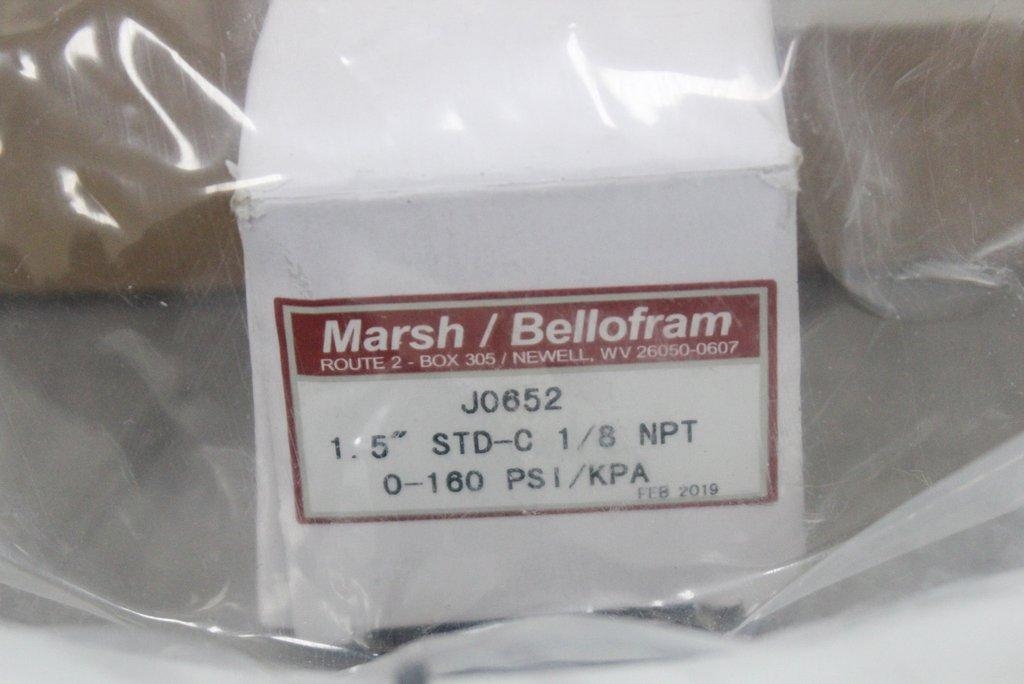 Marsh / Bellofram
ROUTE 2 - BOX 305 / NEWELL, WV 26050-0607
J0652
1.5" STD-C 1/8 NPT
0-160 PSI/KPA
FEB 2019